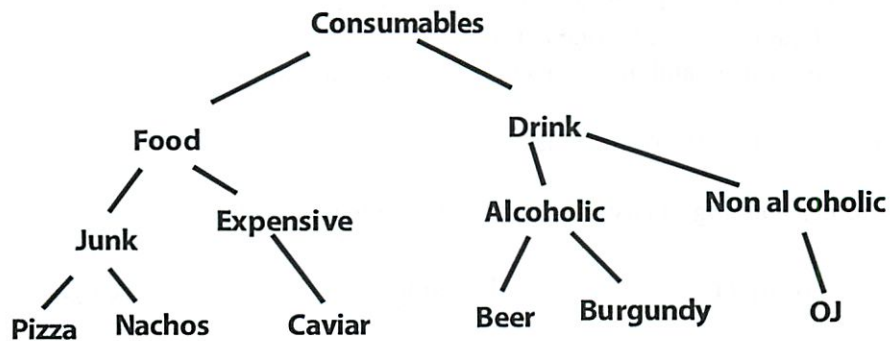 Consumables
Food
Drink
Junk
Expensive
Alcoholic
Non alcoholic
Pizza
Nachos
Caviar
Beer
Burgundy
OJ